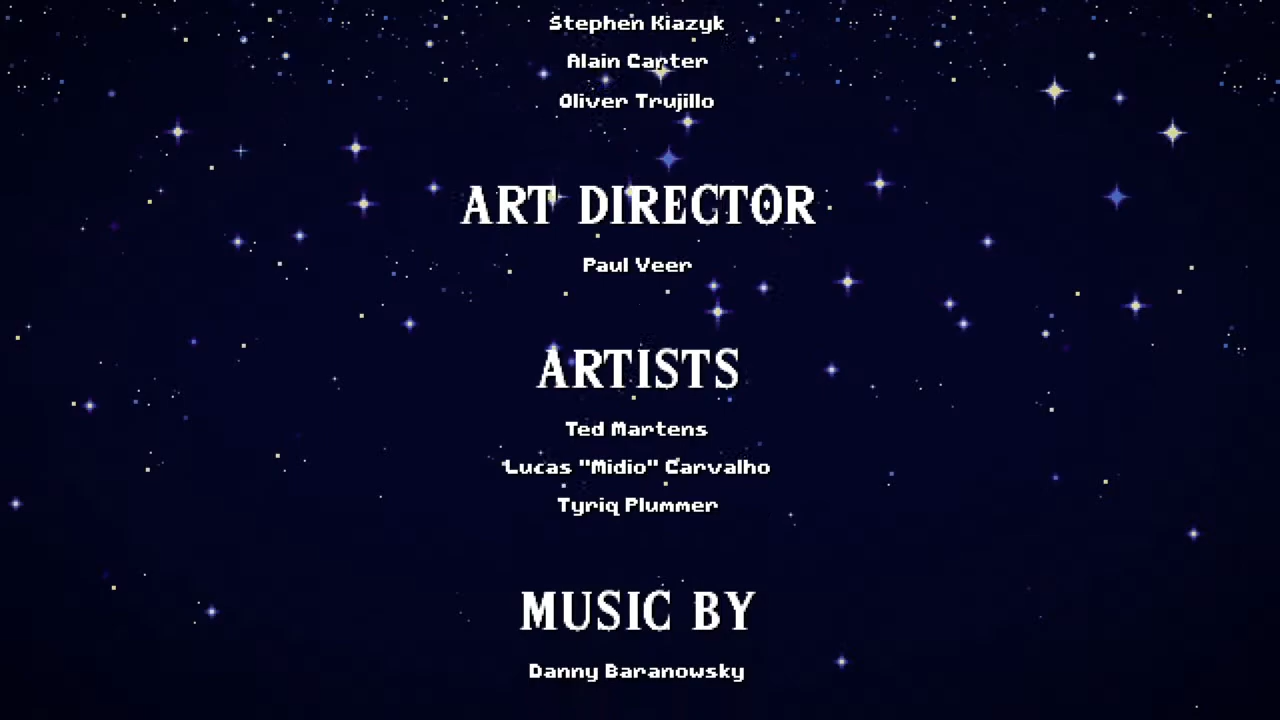 Stephen Kiazyk
Alain Carter
Oliver Trujillo
ART DIRECTOR
Paul Veer
ARTISTS
Ted Martens
Lucas "Midio" Carvalho
Tyriq Plummer
MUSIC BY
Danny Baranowsky